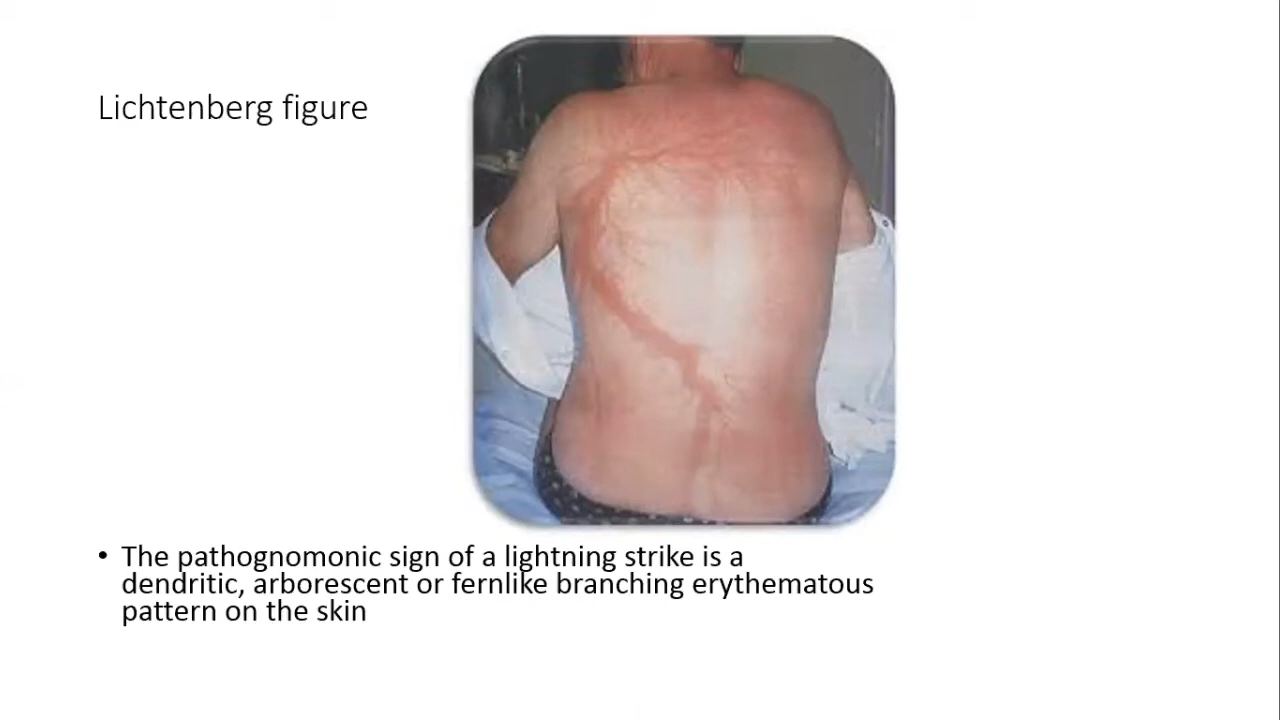 Lichtenberg figure
• The pathognomonic sign of a lightning strike is a
dendritic, arborescent or fernlike branching erythematous
pattern on the skin